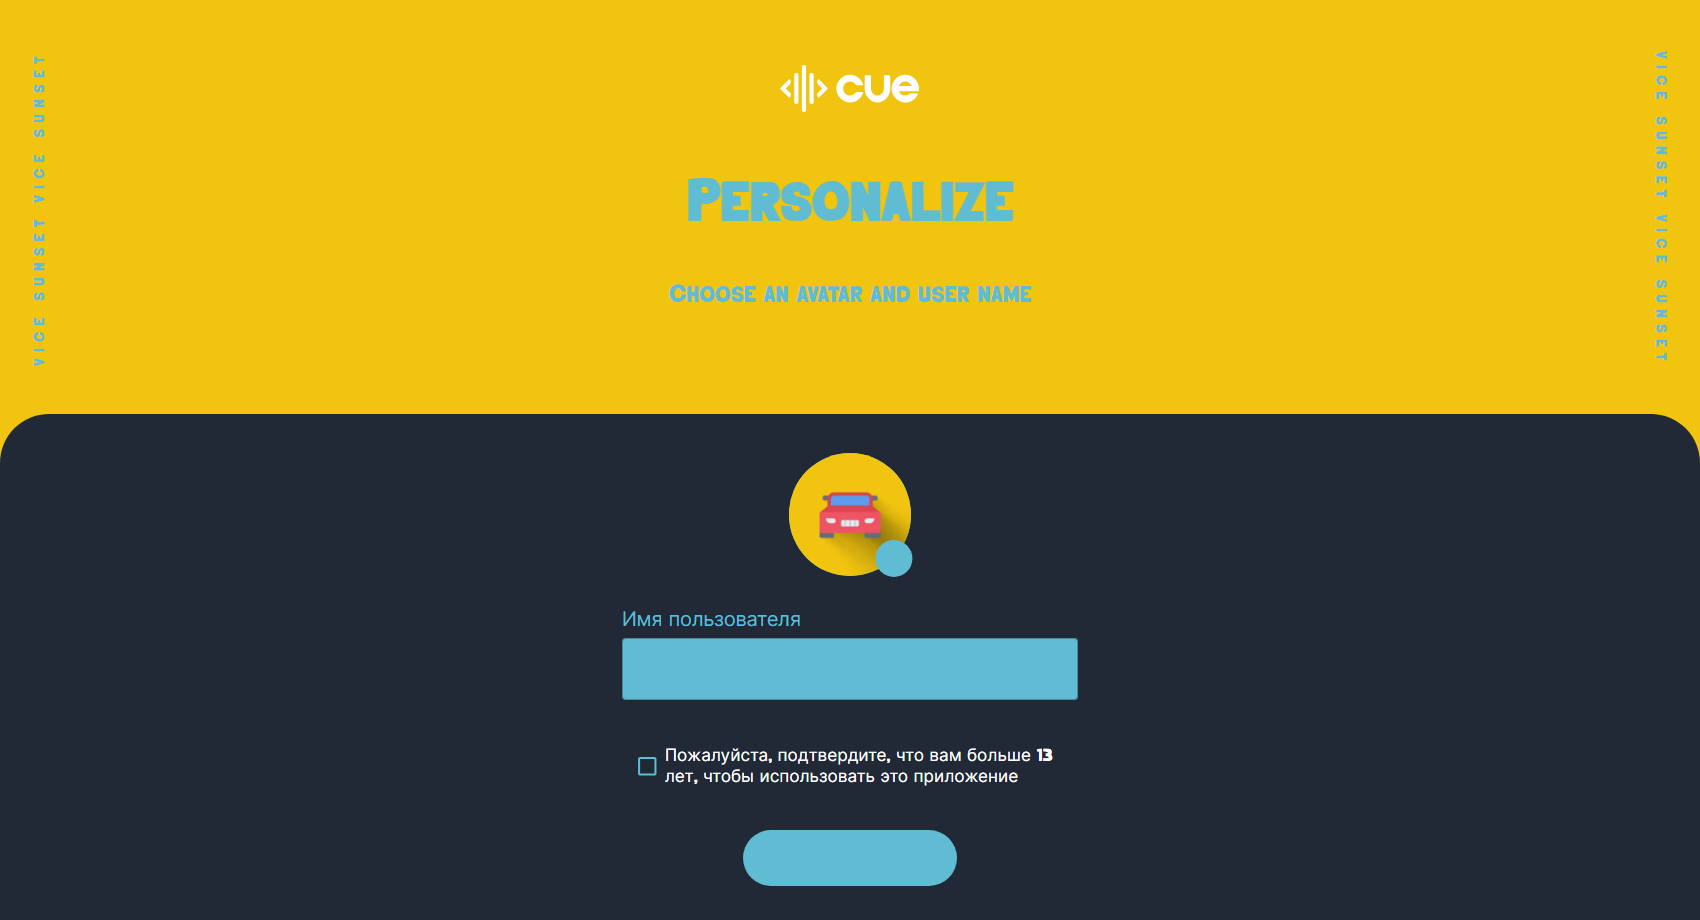 VICE SUNSET VICE SUNSET
cue
VICE SUNSET VICE SUNSET
Personalize
Choose an avatar and user name
Имя пользователя
Пожалуйста, подтвердите, что вам больше 13
лет, чтобы использовать это приложение